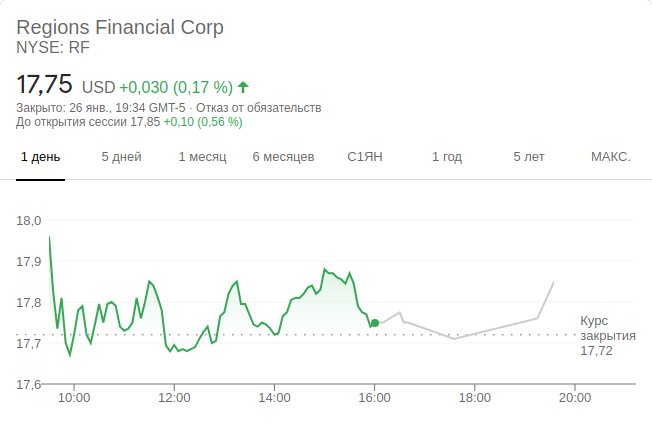 Regions Financial Corp
NYSE: RF
17,75 USD +0,030 (0,17 %)
Закрыто: 26 янв., 19:34 GMT-5 · Отказ от обязательств
До открытия сессии 17,85 +0,10 (0,56 %)
1 день 5 дней 1 месяц 6 месяцев С1ЯН 1 год 5 лет МАКС.
18,0
17,9
17,8
17,7
17,6
Курс
закрытия
17,72
10:00 12:00 14:00 16:00 18:00 20:00